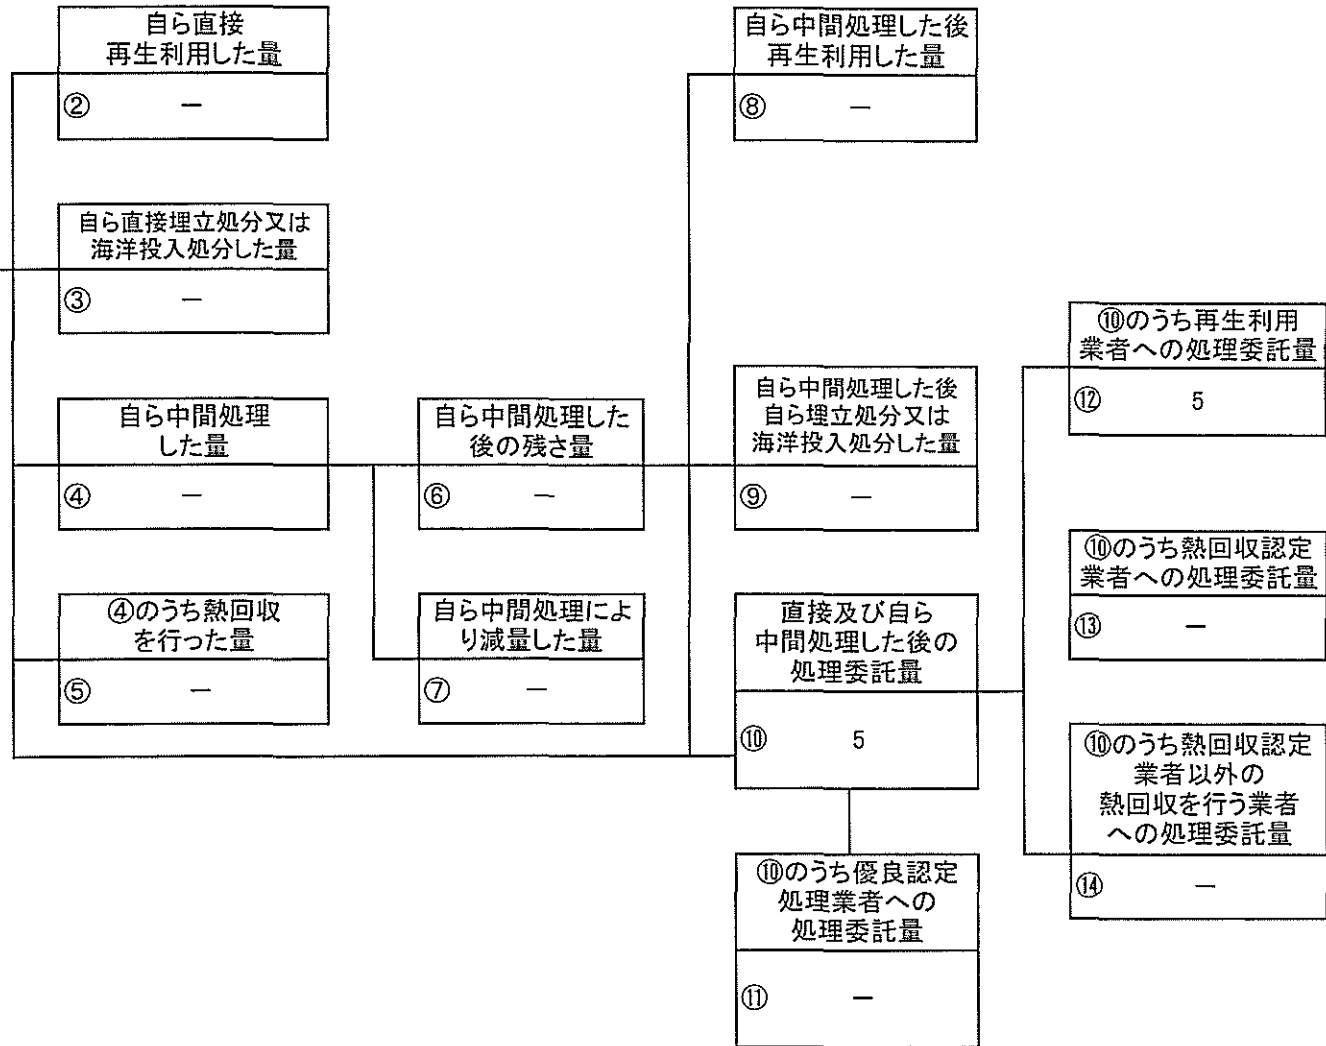 自ら直接
再生利用した量
② －
自ら直接埋立処分又は
海洋投入処分した量
③ －
自ら中間処理
した量
④ －
④のうち熱回収
を行った量
⑤ －
自ら中間処理した
後の残さ量
⑥ －
自ら中間処理によ
り減量した量
⑦ －
自ら中間処理した後
再生利用した量
⑧ －
自ら中間処理した後
自ら埋立処分又は
海洋投入処分した量
⑨ －
直接及び自ら
中間処理した後の
処理委託量
⑩ 5
⑩のうち優良認定
処理業者への
処理委託量
⑪ －
⑩のうち再生利用
業者への処理委託量
⑫ 5
⑩のうち熱回収認定
業者への処理委託量
⑬ －
⑩のうち熱回収認定
業者以外の
熱回収を行う業者
への処理委託量
⑭ －